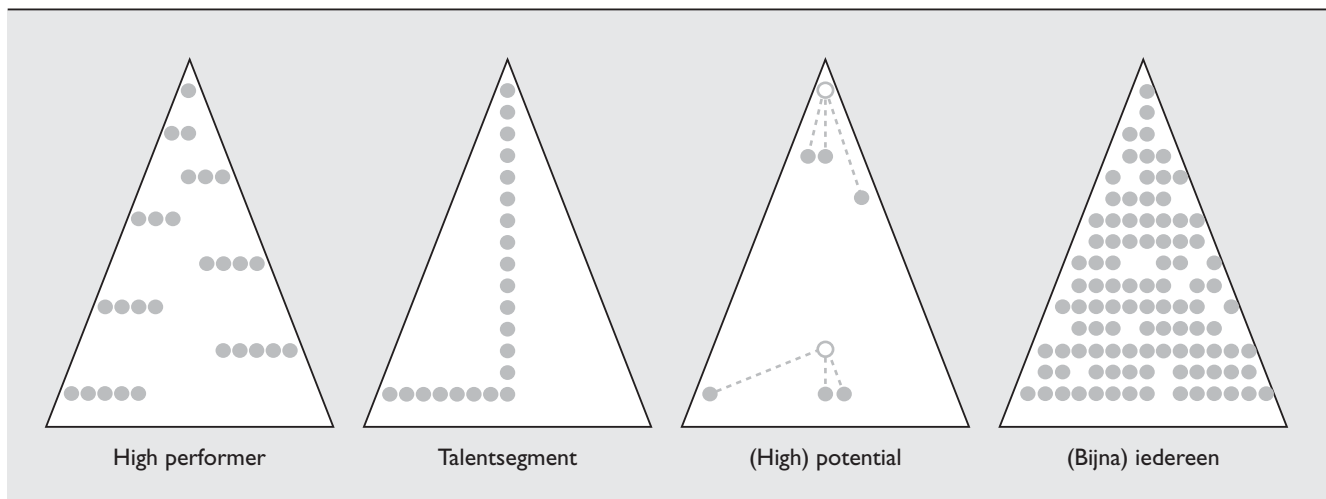 High performer
Talentsegment
(High) potential
(Bijna) iedereen